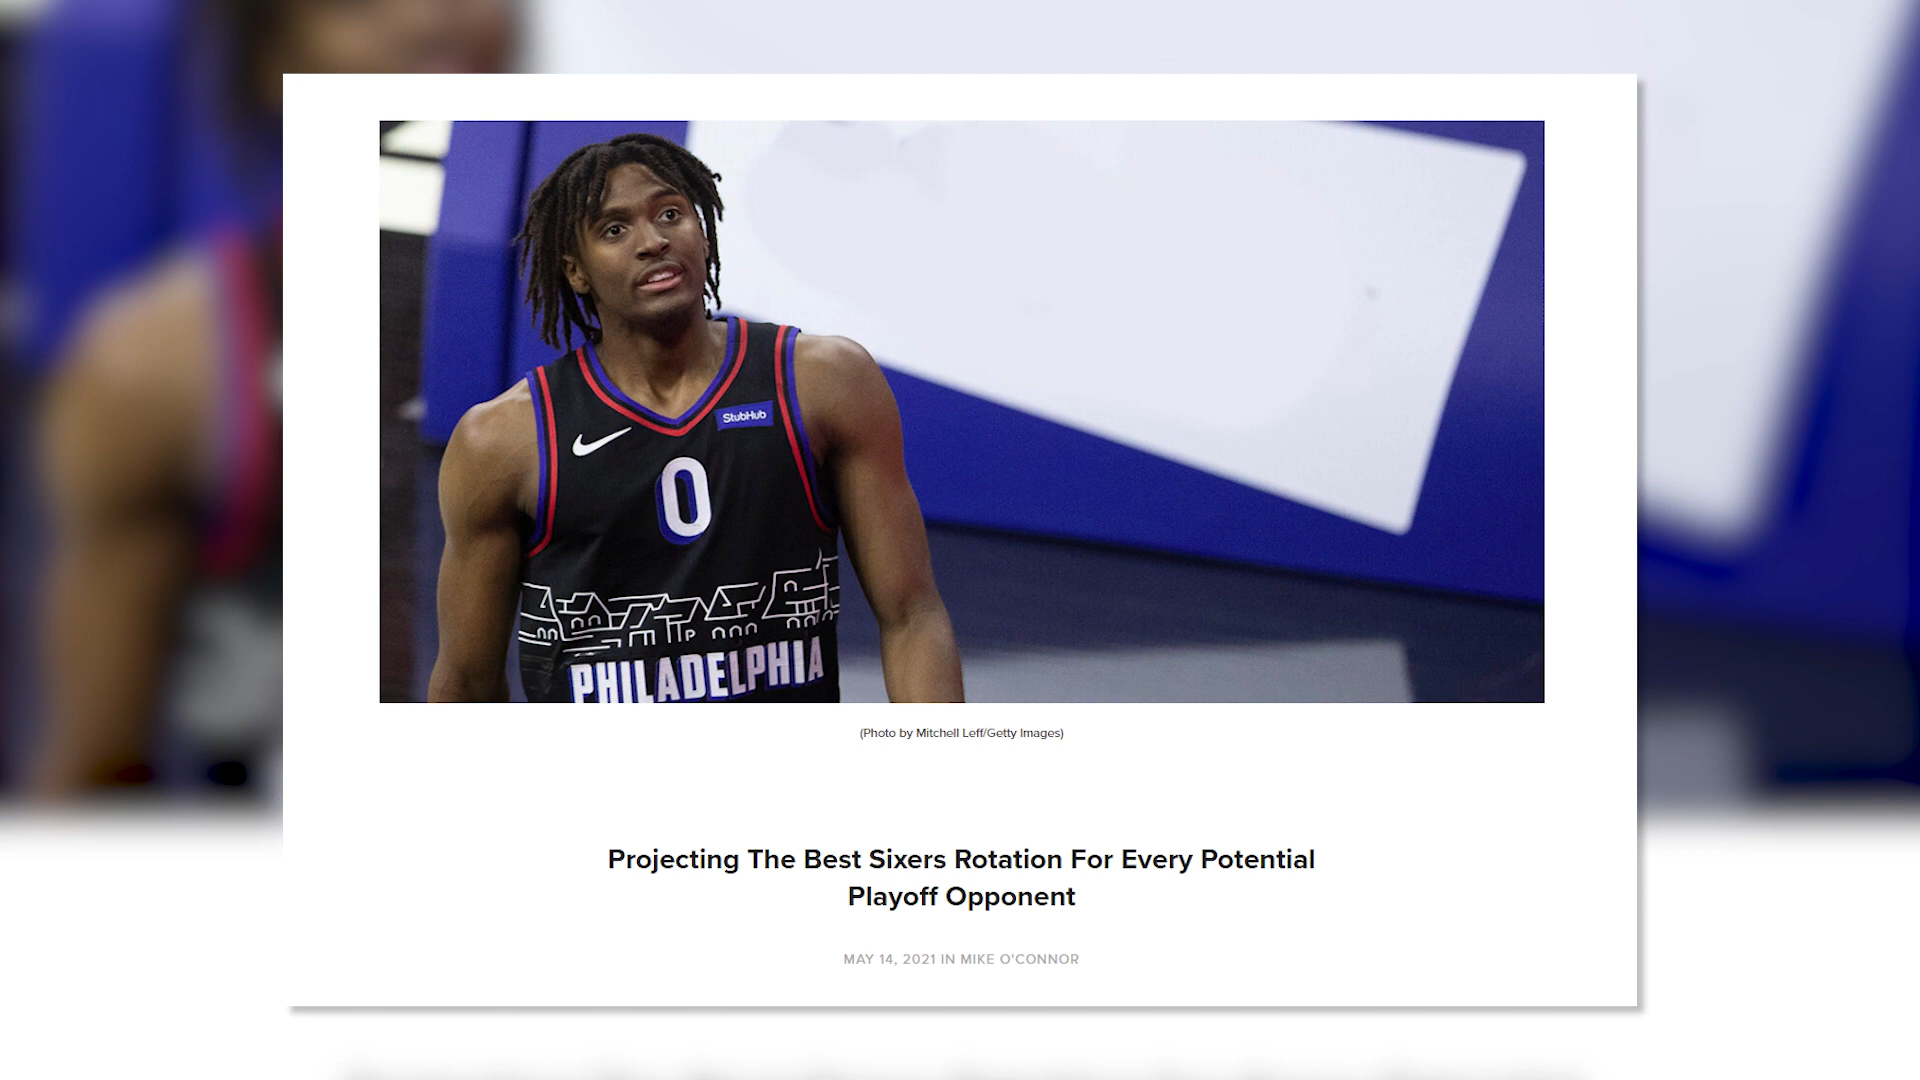 StubHub
0
PHILADELPHIA
(Photo by Mitchell Leff/Getty Images)
Projecting The Best Sixers Rotation For Every Potential
Playoff Opponent
MAY 14, 2021 IN MIKE O'CONNOR